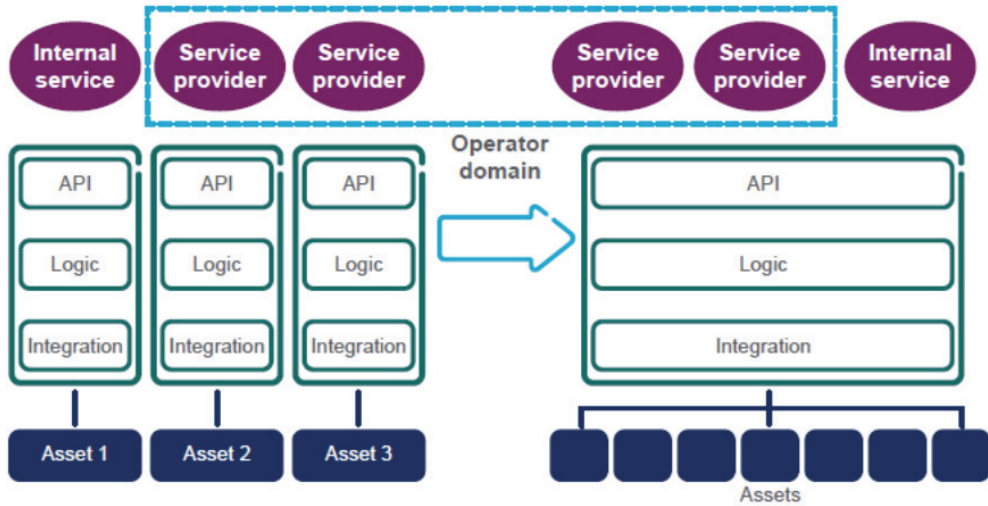 Internal
service
Service
provider
Service
provider
Service
provider
Service
provider
Internal
service
Operator
domain
API
API
API
API
Logic
Logic
Logic
Logic
Integration
Integration
Integration
Integration
Asset 1
Asset 2
Asset 3
Assets